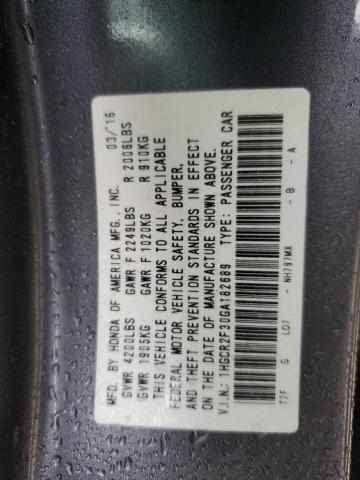 MFD. BY HONDA OF AMERICA MFG., INC. 03/16
GVWR 4200LBS GAWR F 2249LBS R 2006LBS
GVWR 1905KG GAWR F 1020KG R 910KG
THIS VEHICLE CONFORMS TO ALL APPLICABLE
FEDERAL MOTOR VEHICLE SAFETY, BUMPER,
AND THEFT PREVENTION STANDARDS IN EFFECT
ON THE DATE OF MANUFACTURE SHOWN ABOVE.
V.I.N.: 1HGCR2F30GA182689 TYPE: PASSENGER CAR
T2F G LD7 - NH797MX - B - A